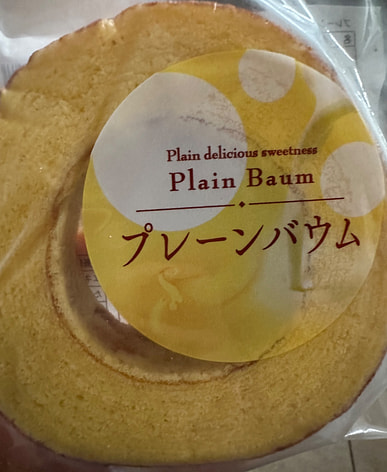 Plain delicious sweetness
Plain Baum
プレーンバウム